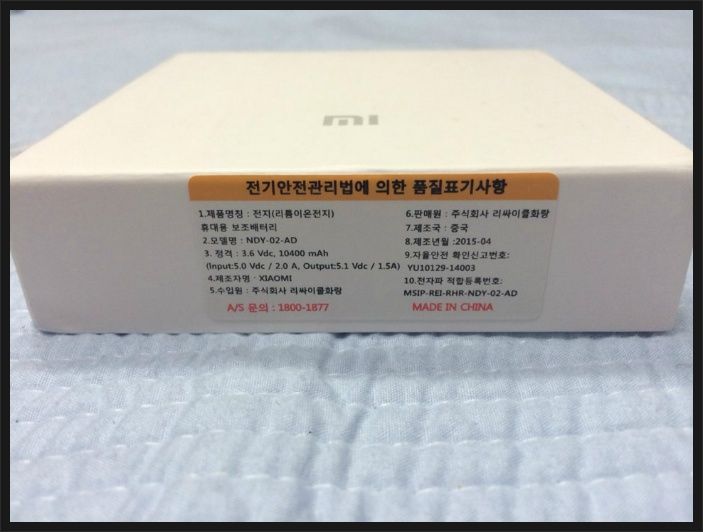 mi
전기안전관리법에 의한 품질표기사항
1.제품명칭 : 전지(리튬이온전지)
휴대용 보조배터리
2.모델명 : NDY-02-AD
3. 정격 : 3.6 Vdc, 10400 mAh
(Input:5.0 Vdc / 2.0 A, Output:5.1 Vdc / 1.5A)
4.제조자명 · XIAOMI
5.수입원 : 주식회사 리싸이클화랑
A/S 문의 : 1800-1877
6.판매원 : 주식회사 리싸이클화랑
7.제조국 : 중국
8.제조년월 :2015-04
9.자율안전 확인신고번호:
YU10129-14003
10.전자파 적합등록번호:
MSIP-REI-RHR-NDY-02-AD
MADE IN CHINA